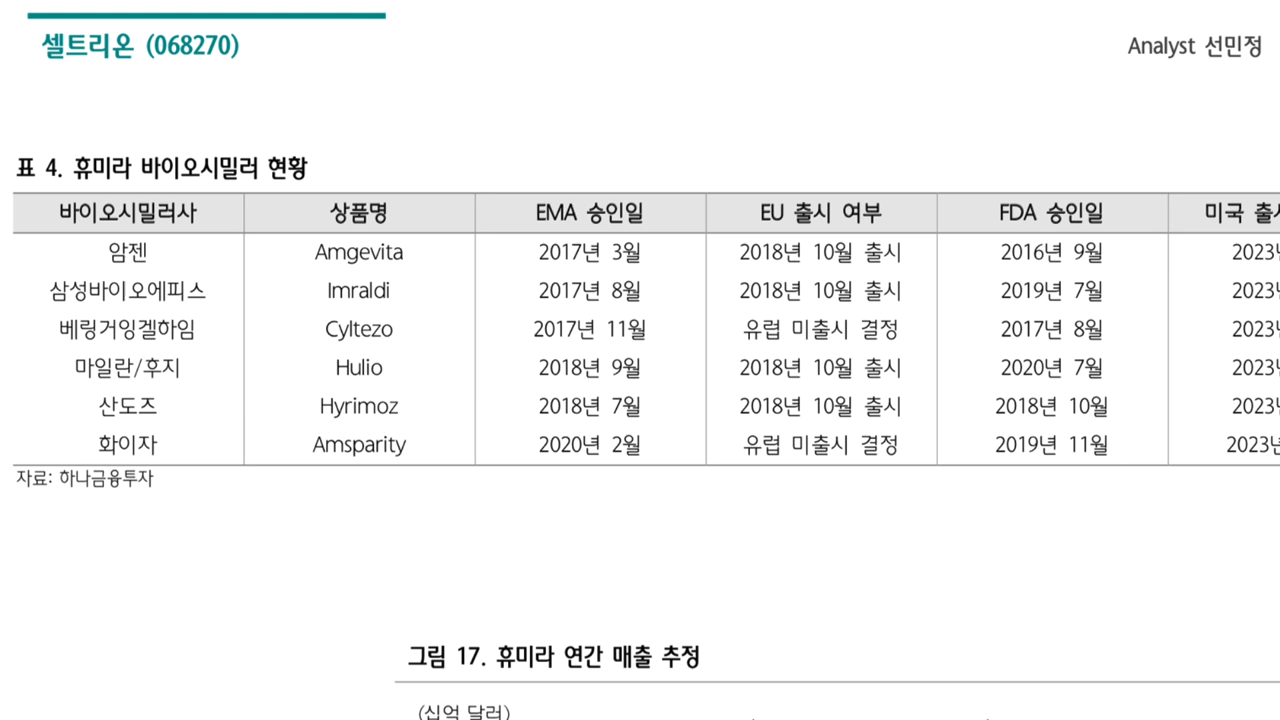 셀트리온 (068270)
Analyst 선민정
표 4. 휴미라 바이오시밀러 현황
바이오시밀러사 상품명 EMA 승인일 EU 출시 여부 FDA 승인일 미국
암젠 Amgevita 2017년 3월 2018년 10월 출시 2016년 9월 2023
삼성바이오에피스 Imraldi 2017년 8월 2018년 10월 출시 2019년 7월 2023
베링거잉겔하임 Cyltezo 2017년 11월 유럽 미출시 결정 2017년 8월 2023
마일란/후지 Hulio 2018년 9월 2018년 10월 출시 2020년 7월 2023
산도즈 Hyrimoz 2018년 7월 2018년 10월 출시 2018년 10월 2023
화이자 Amsparity 2020년 2월 유럽 미출시 결정 2019년 11월 2023
자료: 하나금융투자
그림 17. 휴미라 연간 매출 추정
(십억 달러)